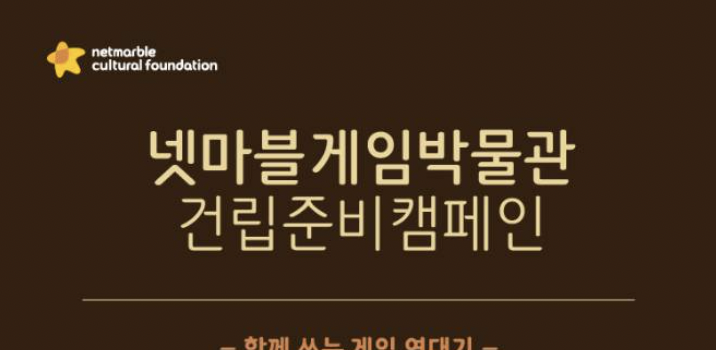 netmarble
cultural foundation
넷마블게임박물관
건립준비캠페인
– 함께 쓰는 게임 연대기 –